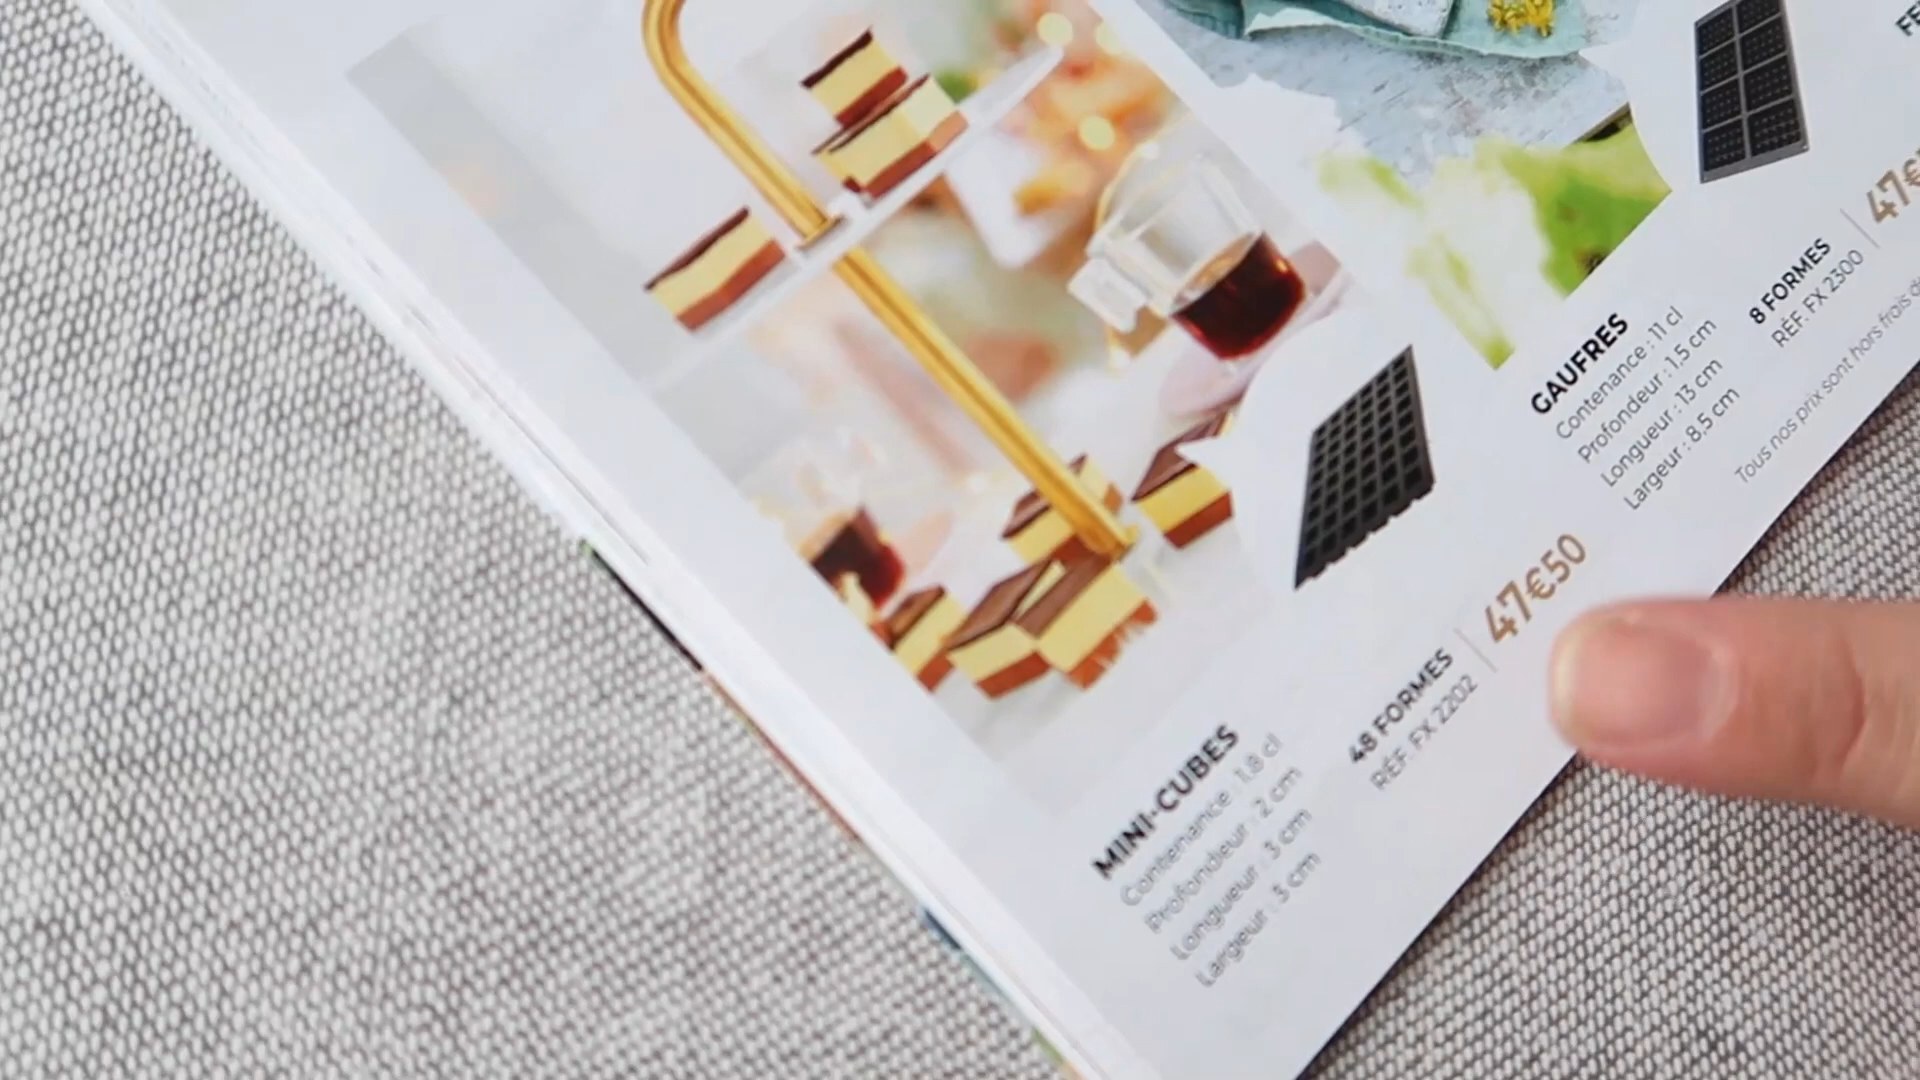 MINI-CUBES
Contenance : 1,8 cl
Profondeur : 2 cm
Longueur : 3 cm
Largeur : 3 cm
48 FORMES
RÉF. FX 2202
47€50
GAUFRES
Contenance : 11 cl
Profondeur : 1,5 cm
Longueur : 13 cm
Largeur : 8,5 cm
8 FORMES
RÉF. FX 2300
47€
Tous nos prix sont hors frais